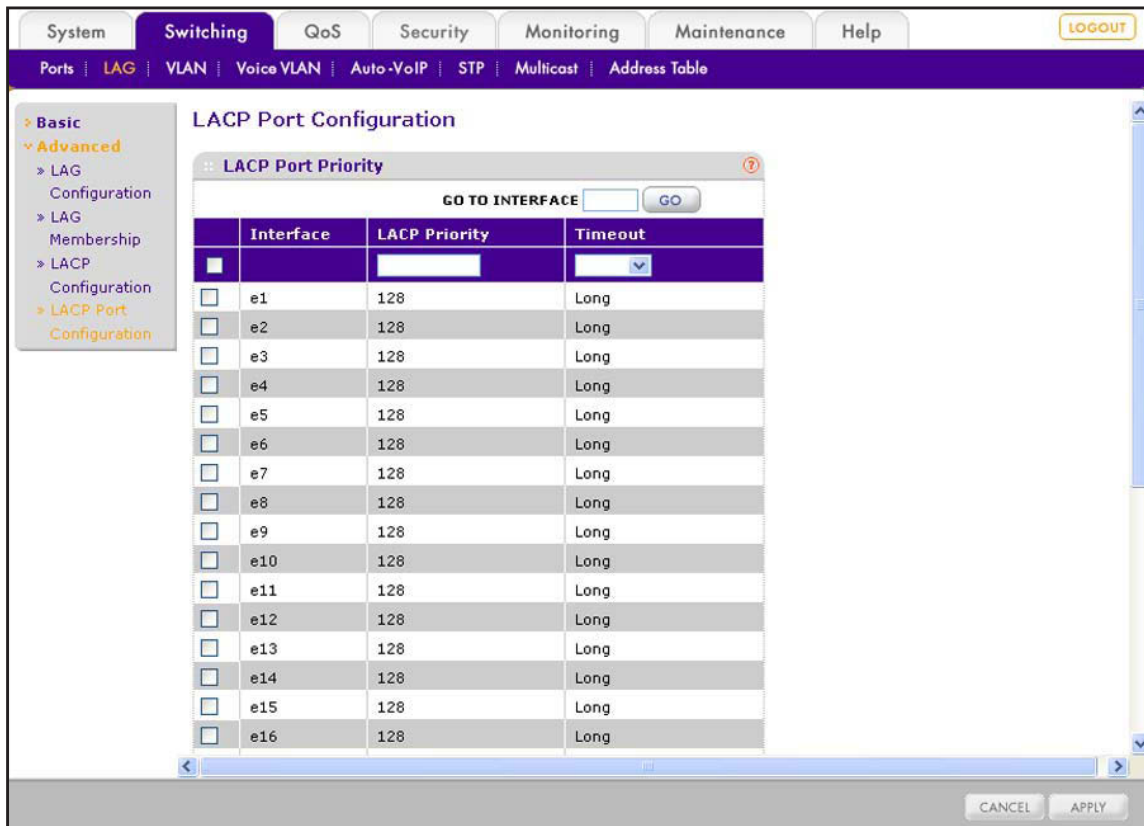 System Switching QoS Security Monitoring Maintenance Help LOGOUT
Ports LAG VLAN Voice VLAN Auto-VoIP STP Multicast Address Table
Basic
Advanced
» LAG
Configuration
» LAG
Membership
» LACP
Configuration
» LACP Port
Configuration
LACP Port Configuration
LACP Port Priority ?
GO TO INTERFACE GO
Interface LACP Priority Timeout
e1 128 Long
e2 128 Long
e3 128 Long
e4 128 Long
e5 128 Long
e6 128 Long
e7 128 Long
e8 128 Long
e9 128 Long
e10 128 Long
e11 128 Long
e12 128 Long
e13 128 Long
e14 128 Long
e15 128 Long
e16 128 Long
CANCEL APPLY